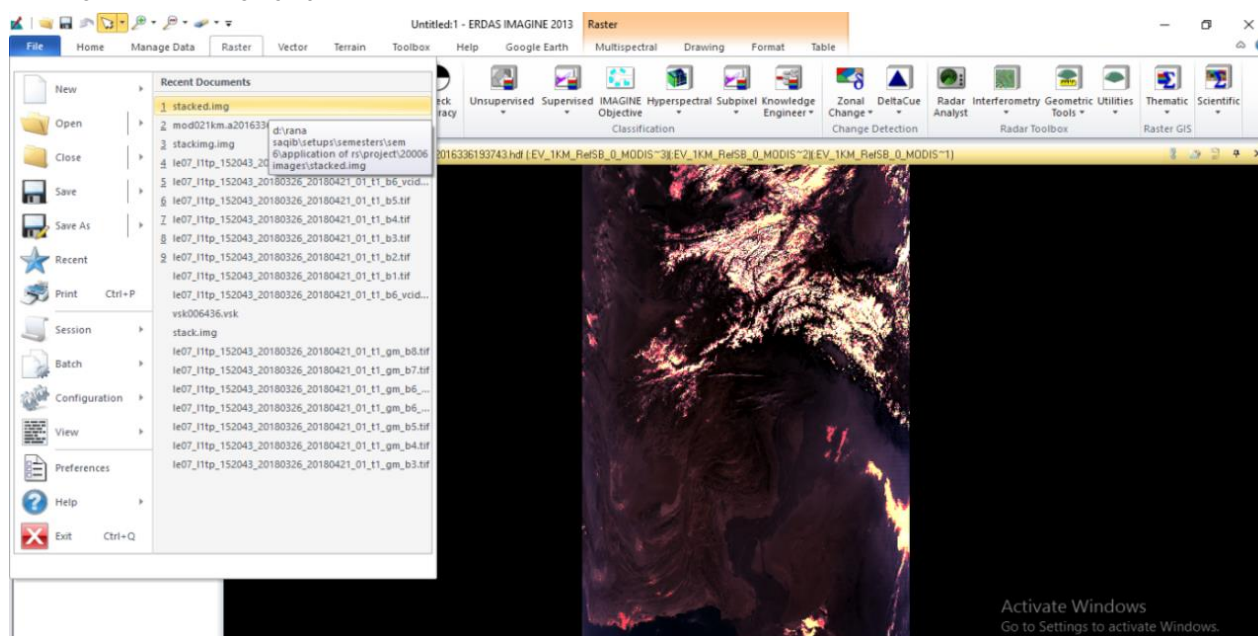 Untitled:1 - ERDAS IMAGINE 2013
Raster
File Home Manage Data Raster Vector Terrain Toolbox Help Google Earth Multispectral Drawing Format Table
New
Open
Close
Save
Save As
Recent
Print Ctrl+P
Session
Batch
Configuration
View
Preferences
Help
Exit Ctrl+Q
Recent Documents
1 stacked.img
2 mod021km.a201633
3 stackimg.img
4 le07_l1tp_152043_20
5 le07_l1tp_152043_20180326_20180421_01_t1_b6_vcid...
6 le07_l1tp_152043_20180326_20180421_01_t1_b5.tif
7 le07_l1tp_152043_20180326_20180421_01_t1_b4.tif
8 le07_l1tp_152043_20180326_20180421_01_t1_b3.tif
9 le07_l1tp_152043_20180326_20180421_01_t1_b2.tif
le07_l1tp_152043_20180326_20180421_01_t1_b1.tif
le07_l1tp_152043_20180326_20180421_01_t1_b6_vcid...
vsk006436.vsk
stack.img
le07_l1tp_152043_20180326_20180421_01_t1_gm_b8.tif
le07_l1tp_152043_20180326_20180421_01_t1_gm_b7.tif
le07_l1tp_152043_20180326_20180421_01_t1_gm_b6_...
le07_l1tp_152043_20180326_20180421_01_t1_gm_b6_...
le07_l1tp_152043_20180326_20180421_01_t1_gm_b5.tif
le07_l1tp_152043_20180326_20180421_01_t1_gm_b4.tif
le07_l1tp_152043_20180326_20180421_01_t1_gm_b3.tif
d:\rana
saqib\setups\semesters\sem
6\application of rs\project\20006
images\stacked.img
eck Unsupervised Supervised IMAGINE Hyperspectral Subpixel Knowledge Zonal DeltaCue Radar Interferometry Geometric Utilities Thematic Scientific
racy Objective Engineer Change Analyst Tools
Classification Change Detection Radar Toolbox Raster GIS
2016336193743.hdf (:EV_1KM_RefSB_0_MODIS~3)(:EV_1KM_RefSB_0_MODIS~2)(:EV_1KM_RefSB_0_MODIS~1)
Activate Windows
Go to Settings to activate Windows.